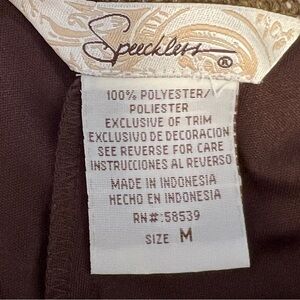 Speechless®
100% POLYESTER/
POLIESTER
EXCLUSIVE OF TRIM
EXCLUSIVO DE DECORACION
SEE REVERSE FOR CARE
INSTRUCCIONES AL REVERSO
MADE IN INDONESIA
HECHO EN INDONESIA
RN#:58539
SIZE M